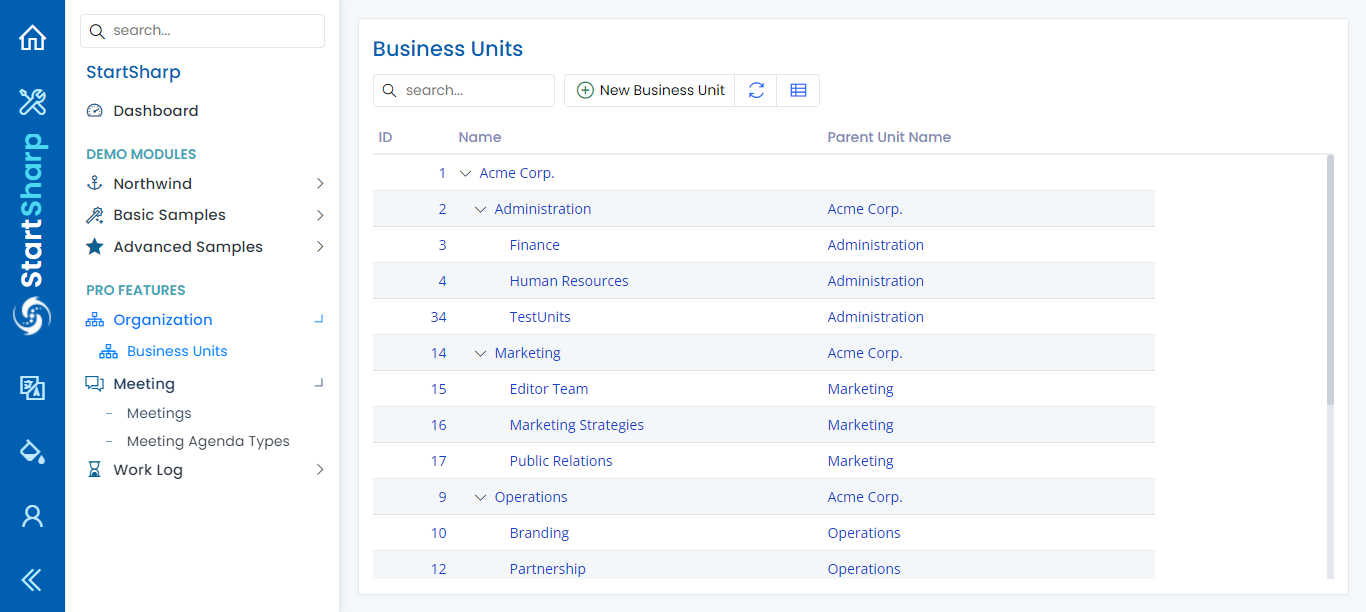 StartSharp
search...
StartSharp
Dashboard
DEMO MODULES
Northwind
Basic Samples
Advanced Samples
PRO FEATURES
Organization
Business Units
Meeting
– Meetings
– Meeting Agenda Types
Work Log
Business Units
search...
New Business Unit
ID Name Parent Unit Name
1 Acme Corp.
2 Administration Acme Corp.
3 Finance Administration
4 Human Resources Administration
34 TestUnits Administration
14 Marketing Acme Corp.
15 Editor Team Marketing
16 Marketing Strategies Marketing
17 Public Relations Marketing
9 Operations Acme Corp.
10 Branding Operations
12 Partnership Operations